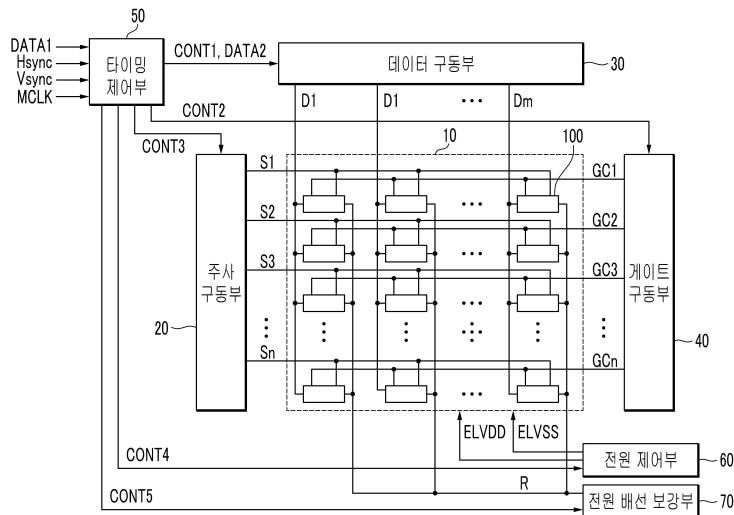 50
DATA1
Hsync
Vsync
MCLK
타이밍
제어부
CONT1, DATA2
데이터 구동부
30
D1
D1
Dm
CONT2
CONT3
10
100
S1
GC1
S2
GC2
S3
GC3
주사
구동부
게이트
구동부
20
40
Sn
GCn
ELVDD
ELVSS
CONT4
전원 제어부
60
R
CONT5
전원 배선 보강부
70